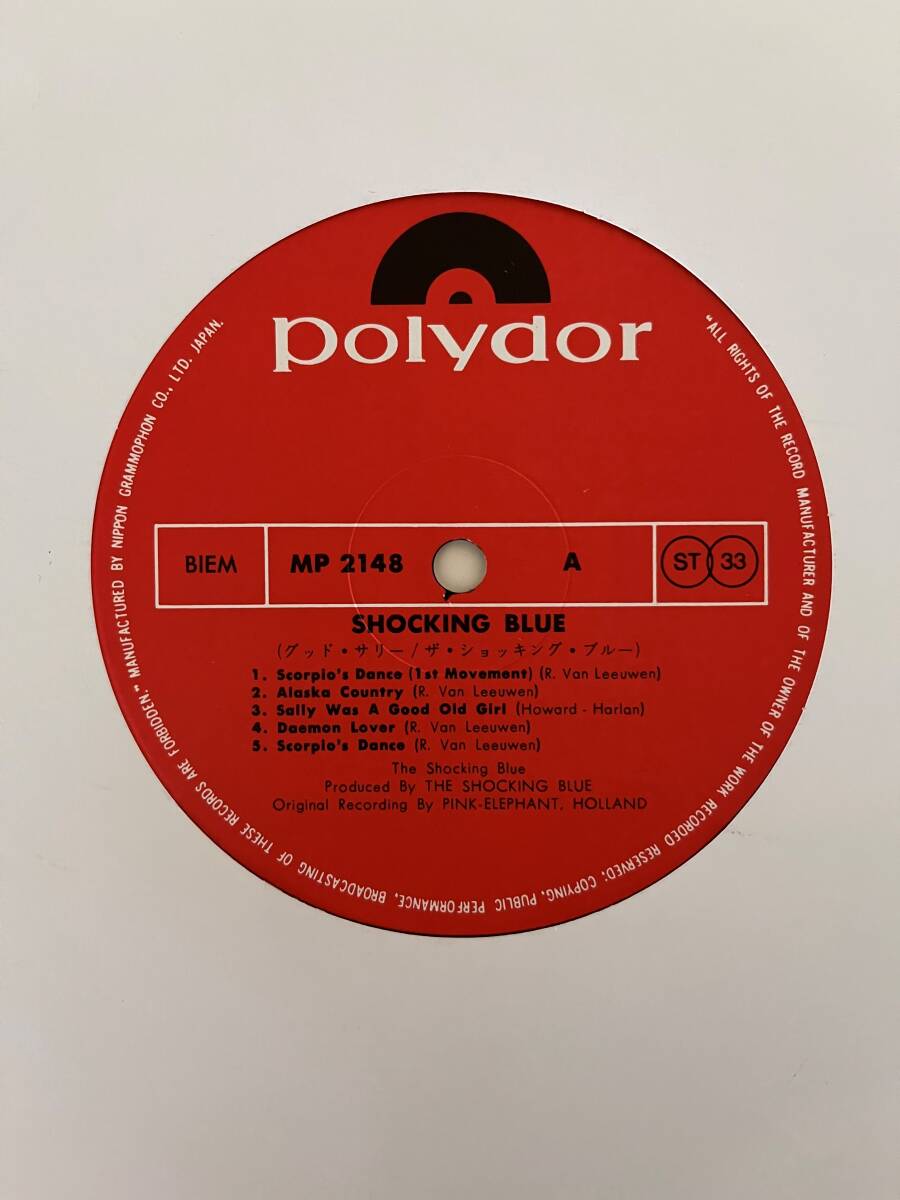 polydor
BIEM MP 2148 A ST 33
SHOCKING BLUE
(グッド・サリー/ザ・ショッキング・ブルー)
1. Scorpio's Dance (1st Movement) (R. Van Leeuwen)
2. Alaska Country (R. Van Leeuwen)
3. Sally Was A Good Old Girl (Howard - Harlan)
4. Daemon Lover (R. Van Leeuwen)
5. Scorpio's Dance (R. Van Leeuwen)
The Shocking Blue
Produced By THE SHOCKING BLUE
Original Recording By PINK-ELEPHANT, HOLLAND
"ALL RIGHTS OF THE RECORD MANUFACTURER AND OF THE OWNER OF THE WORK RECORDED RESERVED; COPYING, PUBLIC PERFORMANCE, BROADCASTING OF THESE RECORDS ARE FORBIDDEN." MANUFACTURED BY NIPPON GRAMMOPHON CO., LTD. JAPAN.